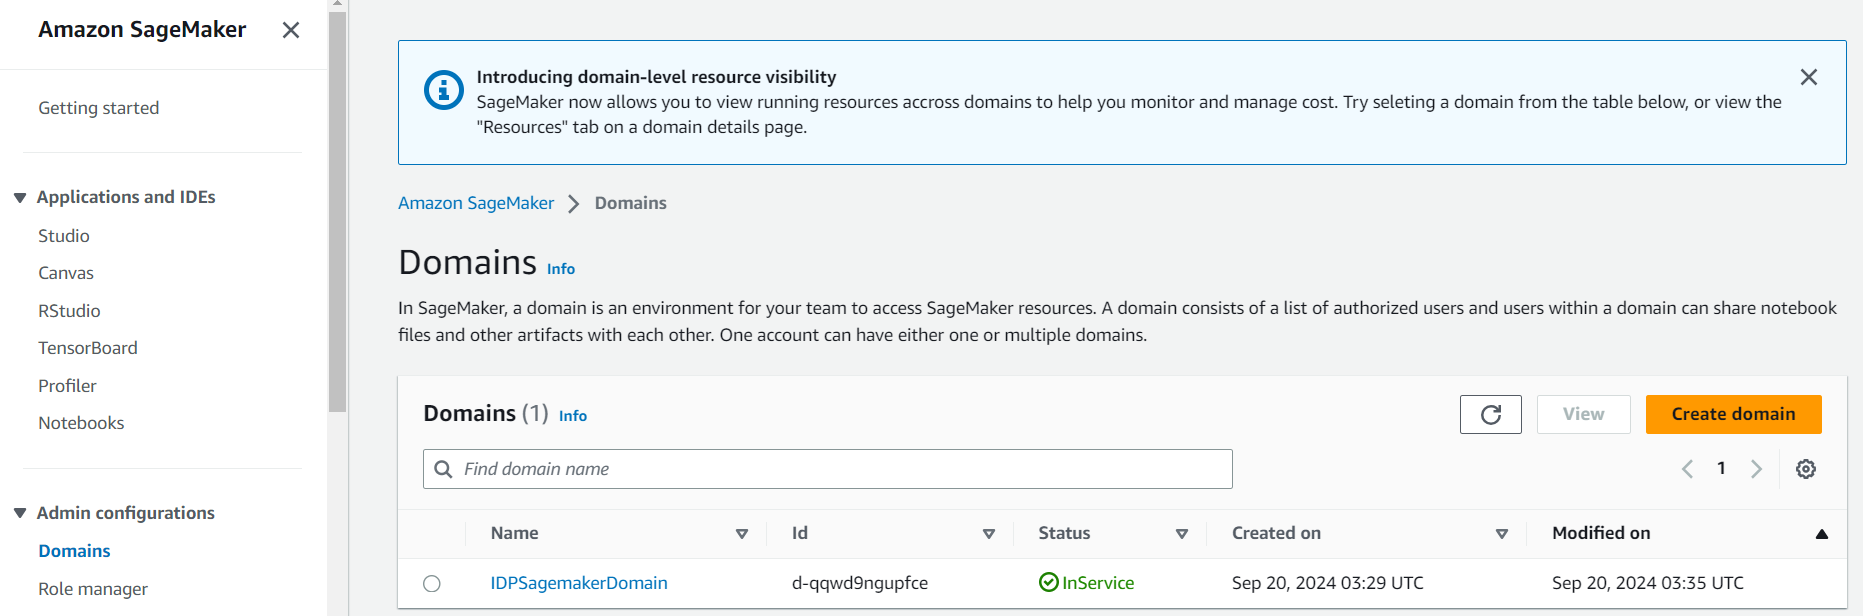 Amazon SageMaker
Getting started
Applications and IDEs
Studio
Canvas
RStudio
TensorBoard
Profiler
Notebooks
Admin configurations
Domains
Role manager
Introducing domain-level resource visibility
SageMaker now allows you to view running resources accross domains to help you monitor and manage cost. Try seleting a domain from the table below, or view the
"Resources" tab on a domain details page.
Amazon SageMaker Domains
Domains Info
In SageMaker, a domain is an environment for your team to access SageMaker resources. A domain consists of a list of authorized users and users within a domain can share notebook
files and other artifacts with each other. One account can have either one or multiple domains.
Domains (1) Info View Create domain
Find domain name 1
Name Id Status Created on Modified on
IDPSagemakerDomain d-qqwd9ngupfce InService Sep 20, 2024 03:29 UTC Sep 20, 2024 03:35 UTC